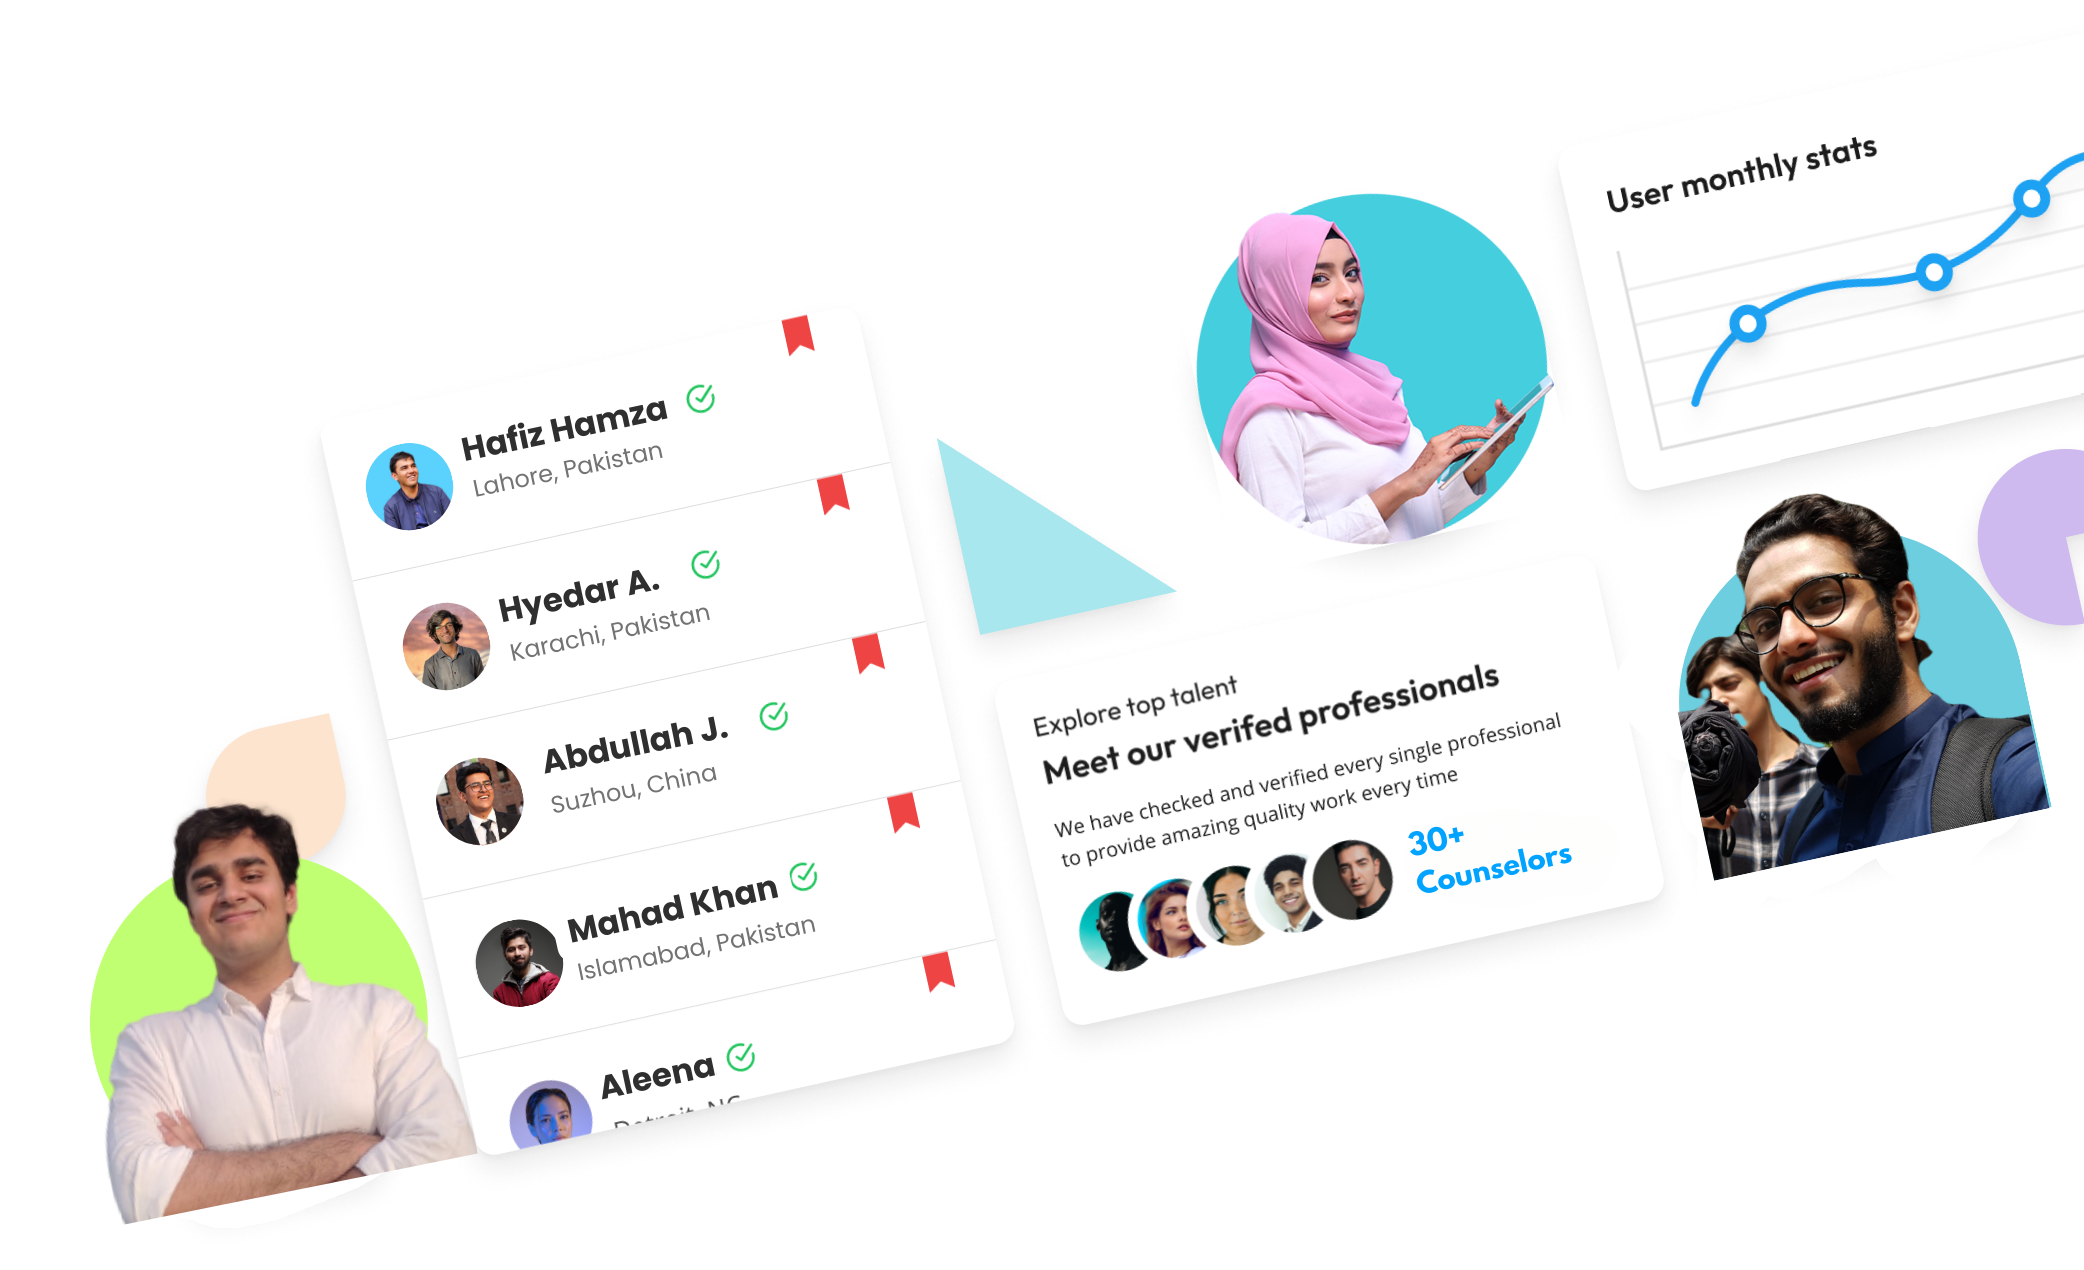 Hafiz Hamza
Lahore, Pakistan
Hyedar A.
Karachi, Pakistan
Abdullah J.
Suzhou, China
Mahad Khan
Islamabad, Pakistan
Aleena
Detroit, NC
Explore top talent
Meet our verifed professionals
We have checked and verified every single professional
to provide amazing quality work every time
30+
Counselors
User monthly stats